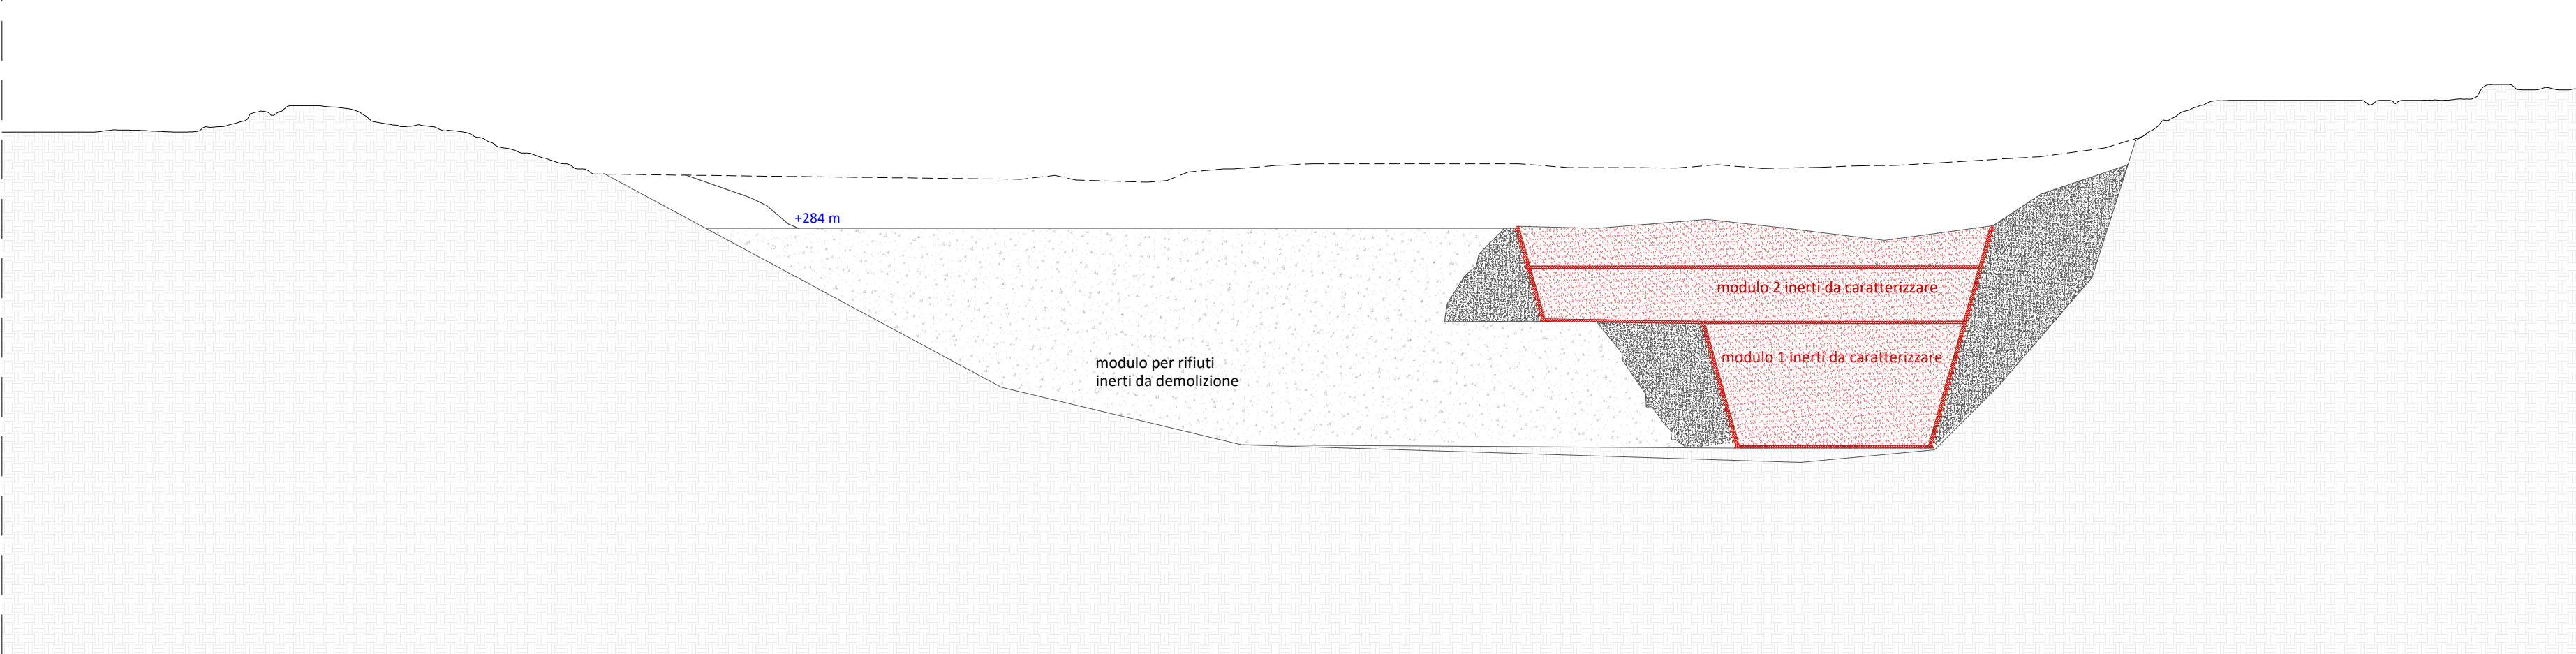 +284 m
modulo 2 inerti da caratterizzare
modulo 1 inerti da caratterizzare
modulo per rifiuti
inerti da demolizione